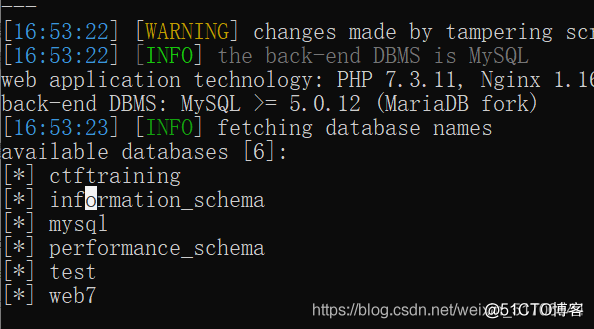 ---
[16:53:22] [WARNING] changes made by tampering scr
[16:53:22] [INFO] the back-end DBMS is MySQL
web application technology: PHP 7.3.11, Nginx 1.16
back-end DBMS: MySQL >= 5.0.12 (MariaDB fork)
[16:53:23] [INFO] fetching database names
available databases [6]:
[*] ctftraining
[*] information_schema
[*] mysql
[*] performance_schema
[*] test
[*] web7
https://blog.csdn.net/weixi @51CTO博客